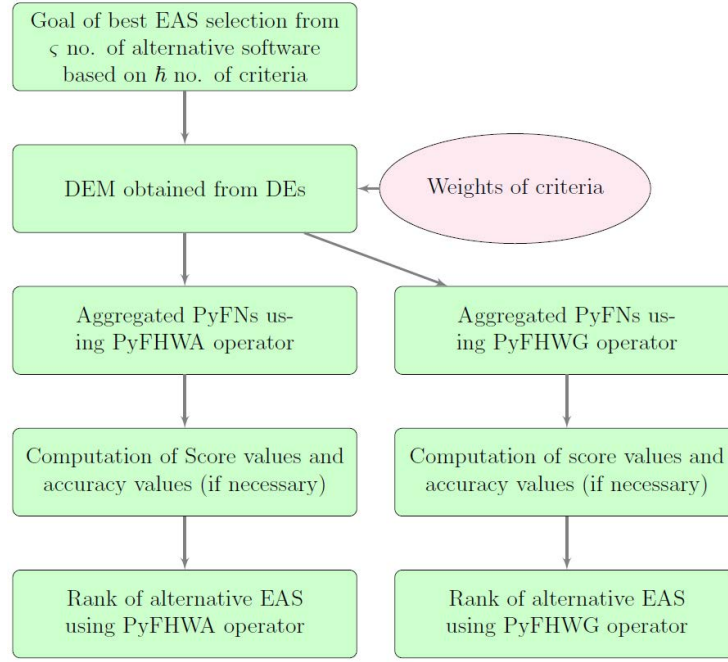 Goal of best EAS selection from
ς no. of alternative software
based on ℏ no. of criteria
DEM obtained from DEs
Weights of criteria
Aggregated PyFNs us-
ing PyFHWA operator
Aggregated PyFNs us-
ing PyFHWG operator
Computation of Score values and
accuracy values (if necessary)
Computation of score values and
accuracy values (if necessary)
Rank of alternative EAS
using PyFHWA operator
Rank of alternative EAS
using PyFHWG operator